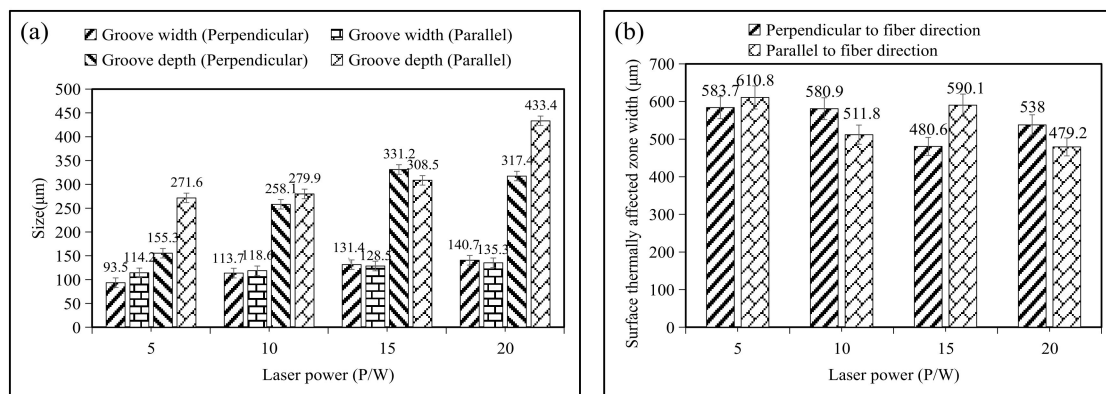 (a)
Groove width (Perpendicular) Groove width (Parallel)
Groove depth (Perpendicular) Groove depth (Parallel)
Size(μm)
500
450
400
350
300
250
200
150
100
50
0
93.5 114.2 155.3 271.6
113.7 118.6 258.1 279.9
131.4 128.5 331.2 308.5
140.7 135.3 317.4 433.4
5 10 15 20
Laser power (P/W)
(b)
Perpendicular to fiber direction
Parallel to fiber direction
Surface thermally affected zone width (μm)
700
600
500
400
300
200
100
0
583.7 610.8
580.9 511.8
480.6 590.1
538 479.2
5 10 15 20
Laser power (P/W)